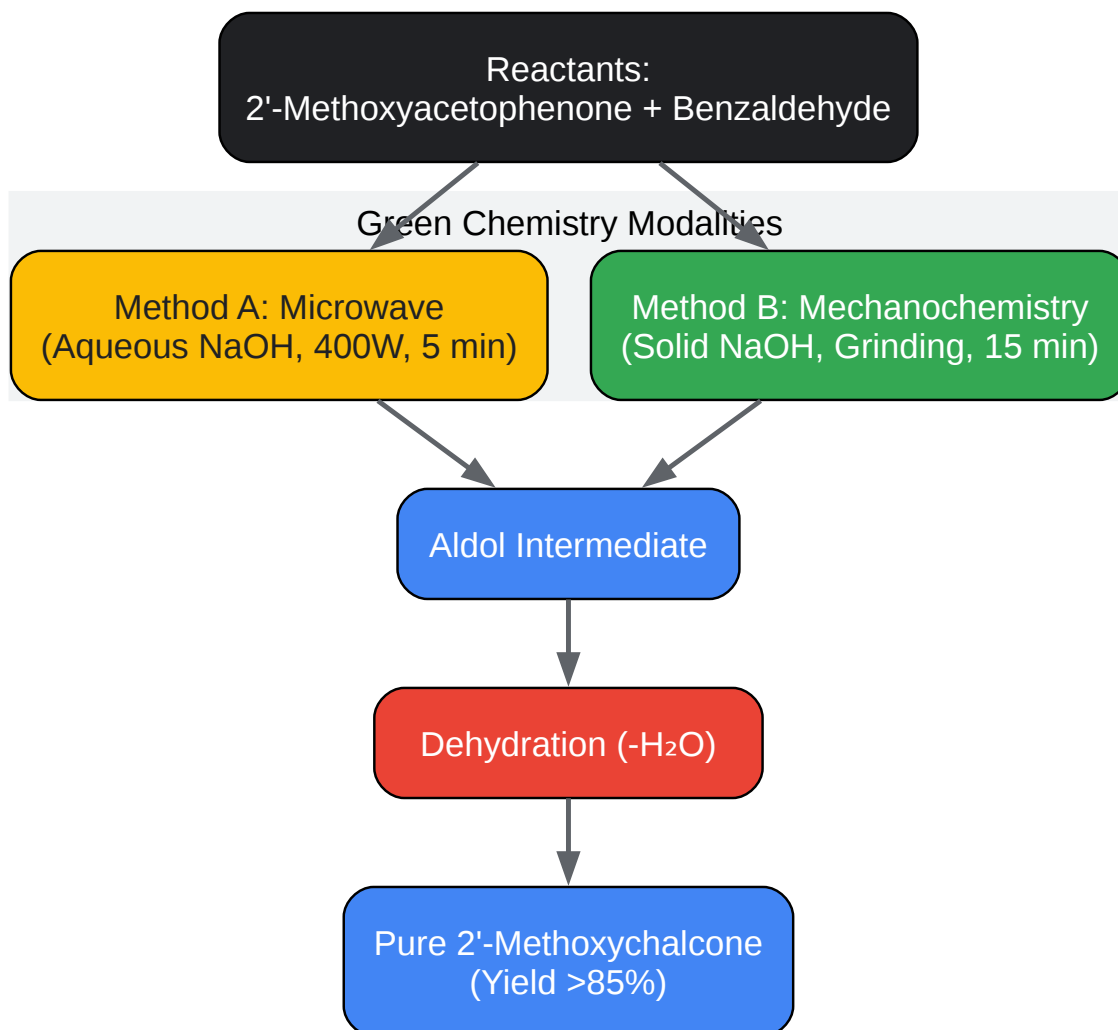 Reactants:
2'-Methoxyacetophenone + Benzaldehyde
Green Chemistry Modalities
Method A: Microwave
(Aqueous NaOH, 400W, 5 min)
Method B: Mechanochemistry
(Solid NaOH, Grinding, 15 min)
Aldol Intermediate
Dehydration (-H₂O)
Pure 2'-Methoxychalcone
(Yield >85%)